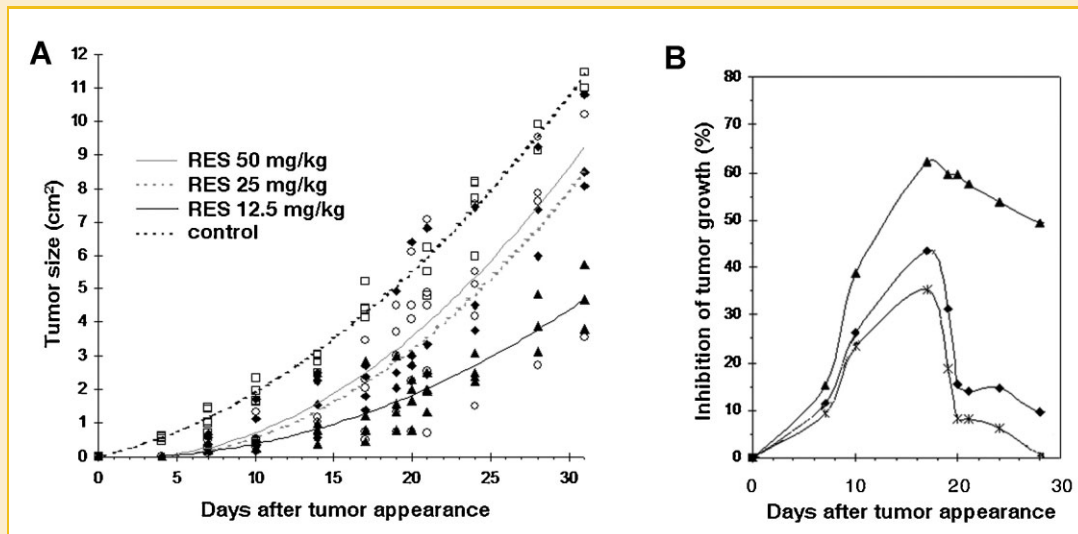 A
Tumor size (cm²)
12
11
10
9
8
7
6
5
4
3
2
1
0
RES 50 mg/kg
RES 25 mg/kg
RES 12.5 mg/kg
control
0 5 10 15 20 25 30
Days after tumor appearance
B
Inhibition of tumor growth (%)
80
70
60
50
40
30
20
10
0
0 10 20 30
Days after tumor appearance